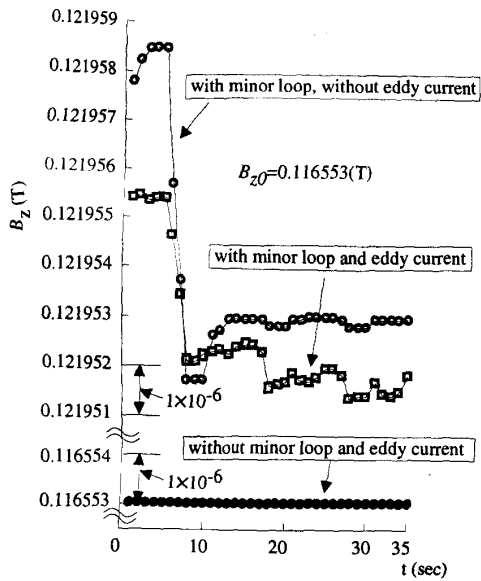 0.121959
0.121958
0.121957
0.121956
0.121955
0.121954
0.121953
0.121952
0.121951
0.116554
0.116553
B_z (T)
with minor loop, without eddy current
B_z0=0.116553(T)
with minor loop and eddy current
1×10^-6
without minor loop and eddy current
1×10^-6
0 10 20 30 35
t (sec)